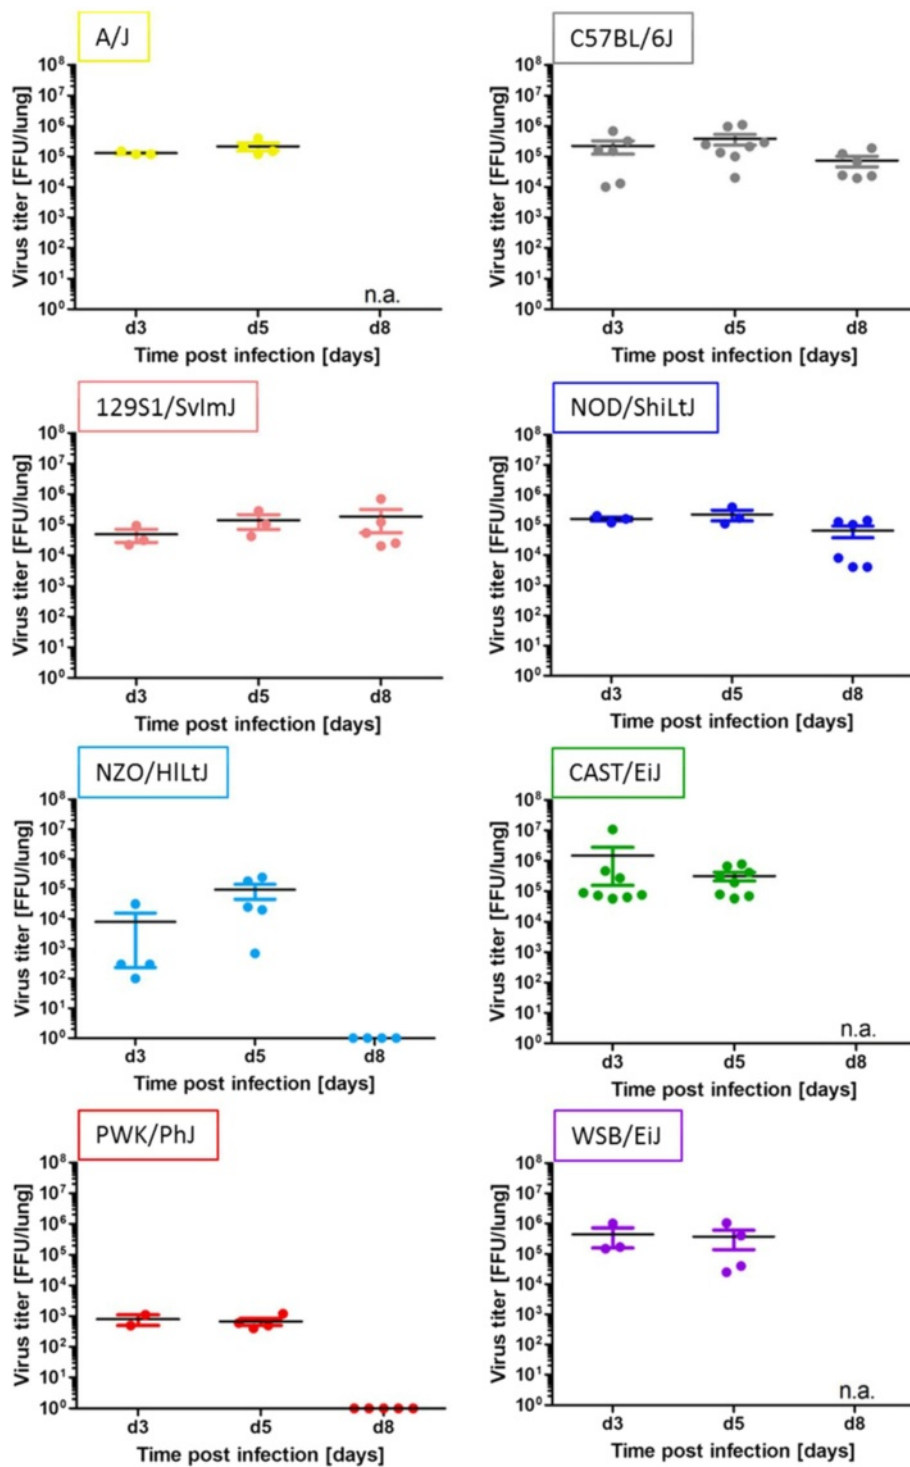 A/J
Virus titer [FFU/lung]
10⁸
10⁷
10⁶
10⁵
10⁴
10³
10²
10¹
10⁰
n.a.
d3 d5 d8
Time post infection [days]
C57BL/6J
Virus titer [FFU/lung]
10⁸
10⁷
10⁶
10⁵
10⁴
10³
10²
10¹
10⁰
d3 d5 d8
Time post infection [days]
129S1/SvImJ
Virus titer [FFU/lung]
10⁸
10⁷
10⁶
10⁵
10⁴
10³
10²
10¹
10⁰
d3 d5 d8
Time post infection [days]
NOD/ShiLtJ
Virus titer [FFU/lung]
10⁸
10⁷
10⁶
10⁵
10⁴
10³
10²
10¹
10⁰
d3 d5 d8
Time post infection [days]
NZO/HlLtJ
Virus titer [FFU/lung]
10⁸
10⁷
10⁶
10⁵
10⁴
10³
10²
10¹
10⁰
d3 d5 d8
Time post infection [days]
CAST/EiJ
Virus titer [FFU/lung]
10⁸
10⁷
10⁶
10⁵
10⁴
10³
10²
10¹
10⁰
n.a.
d3 d5 d8
Time post infection [days]
PWK/PhJ
Virus titer [FFU/lung]
10⁸
10⁷
10⁶
10⁵
10⁴
10³
10²
10¹
10⁰
d3 d5 d8
Time post infection [days]
WSB/EiJ
Virus titer [FFU/lung]
10⁸
10⁷
10⁶
10⁵
10⁴
10³
10²
10¹
10⁰
n.a.
d3 d5 d8
Time post infection [days]